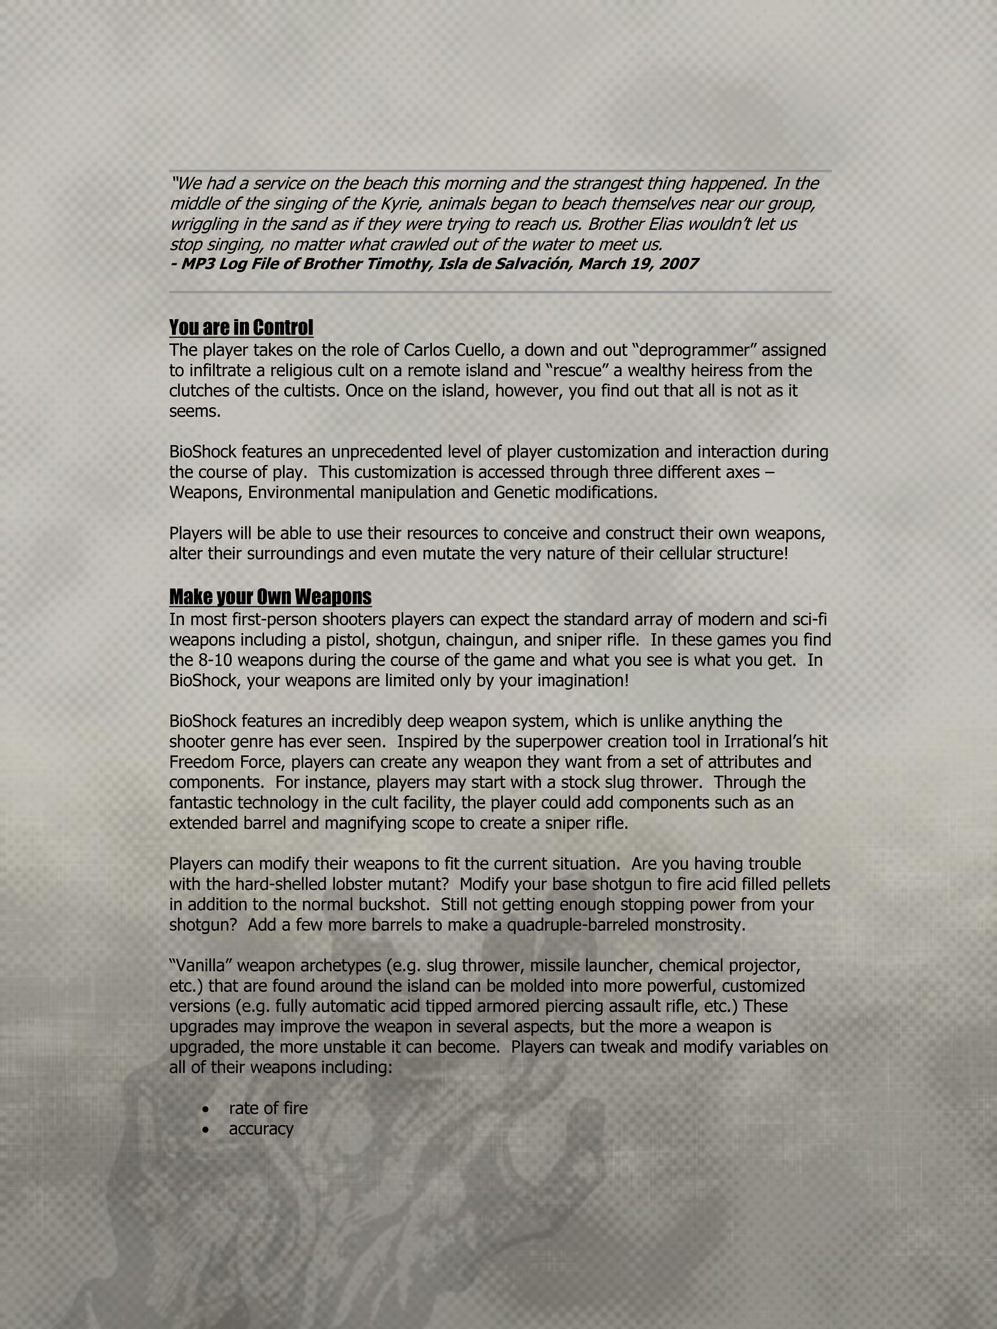 “We had a service on the beach this morning and the strangest thing happened. In the
middle of the singing of the Kyrie, animals began to beach themselves near our group,
wriggling in the sand as if they were trying to reach us. Brother Elias wouldn’t let us
stop singing, no matter what crawled out of the water to meet us.
- MP3 Log File of Brother Timothy, Isla de Salvación, March 19, 2007
You are in Control
The player takes on the role of Carlos Cuello, a down and out “deprogrammer” assigned
to infiltrate a religious cult on a remote island and “rescue” a wealthy heiress from the
clutches of the cultists. Once on the island, however, you find out that all is not as it
seems.
BioShock features an unprecedented level of player customization and interaction during
the course of play.  This customization is accessed through three different axes –
Weapons, Environmental manipulation and Genetic modifications.
Players will be able to use their resources to conceive and construct their own weapons,
alter their surroundings and even mutate the very nature of their cellular structure!
Make your Own Weapons
In most first-person shooters players can expect the standard array of modern and sci-fi
weapons including a pistol, shotgun, chaingun, and sniper rifle.  In these games you find
the 8-10 weapons during the course of the game and what you see is what you get.  In
BioShock, your weapons are limited only by your imagination!
BioShock features an incredibly deep weapon system, which is unlike anything the
shooter genre has ever seen.  Inspired by the superpower creation tool in Irrational’s hit
Freedom Force, players can create any weapon they want from a set of attributes and
components.  For instance, players may start with a stock slug thrower.  Through the
fantastic technology in the cult facility, the player could add components such as an
extended barrel and magnifying scope to create a sniper rifle.
Players can modify their weapons to fit the current situation.  Are you having trouble
with the hard-shelled lobster mutant?  Modify your base shotgun to fire acid filled pellets
in addition to the normal buckshot.  Still not getting enough stopping power from your
shotgun?  Add a few more barrels to make a quadruple-barreled monstrosity.
“Vanilla” weapon archetypes (e.g. slug thrower, missile launcher, chemical projector,
etc.) that are found around the island can be molded into more powerful, customized
versions (e.g. fully automatic acid tipped armored piercing assault rifle, etc.) These
upgrades may improve the weapon in several aspects, but the more a weapon is
upgraded, the more unstable it can become.  Players can tweak and modify variables on
all of their weapons including:
• rate of fire
• accuracy